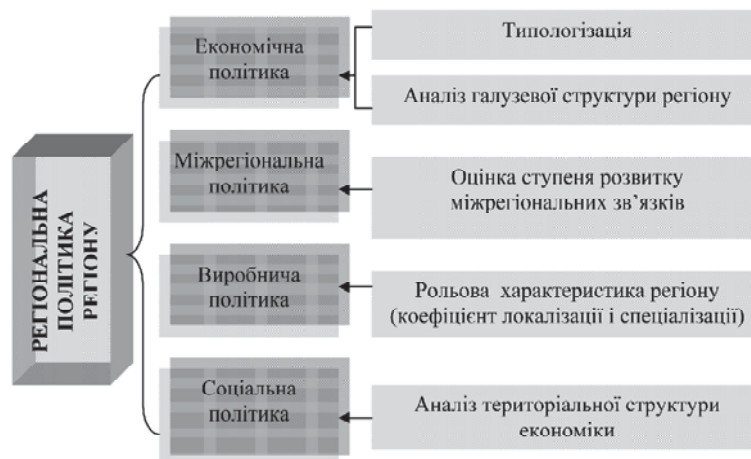 РЕГІОНАЛЬНА
ПОЛІТИКА
РЕГІОНУ
Економічна
політика
Типологізація
Аналіз галузевої структури регіону
Міжрегіональна
політика
Оцінка ступеня розвитку
міжрегіональних зв’язків
Виробнича
політика
Рольова характеристика регіону
(коефіцієнт локалізації і спеціалізації)
Соціальна
політика
Аналіз територіальної структури
економіки